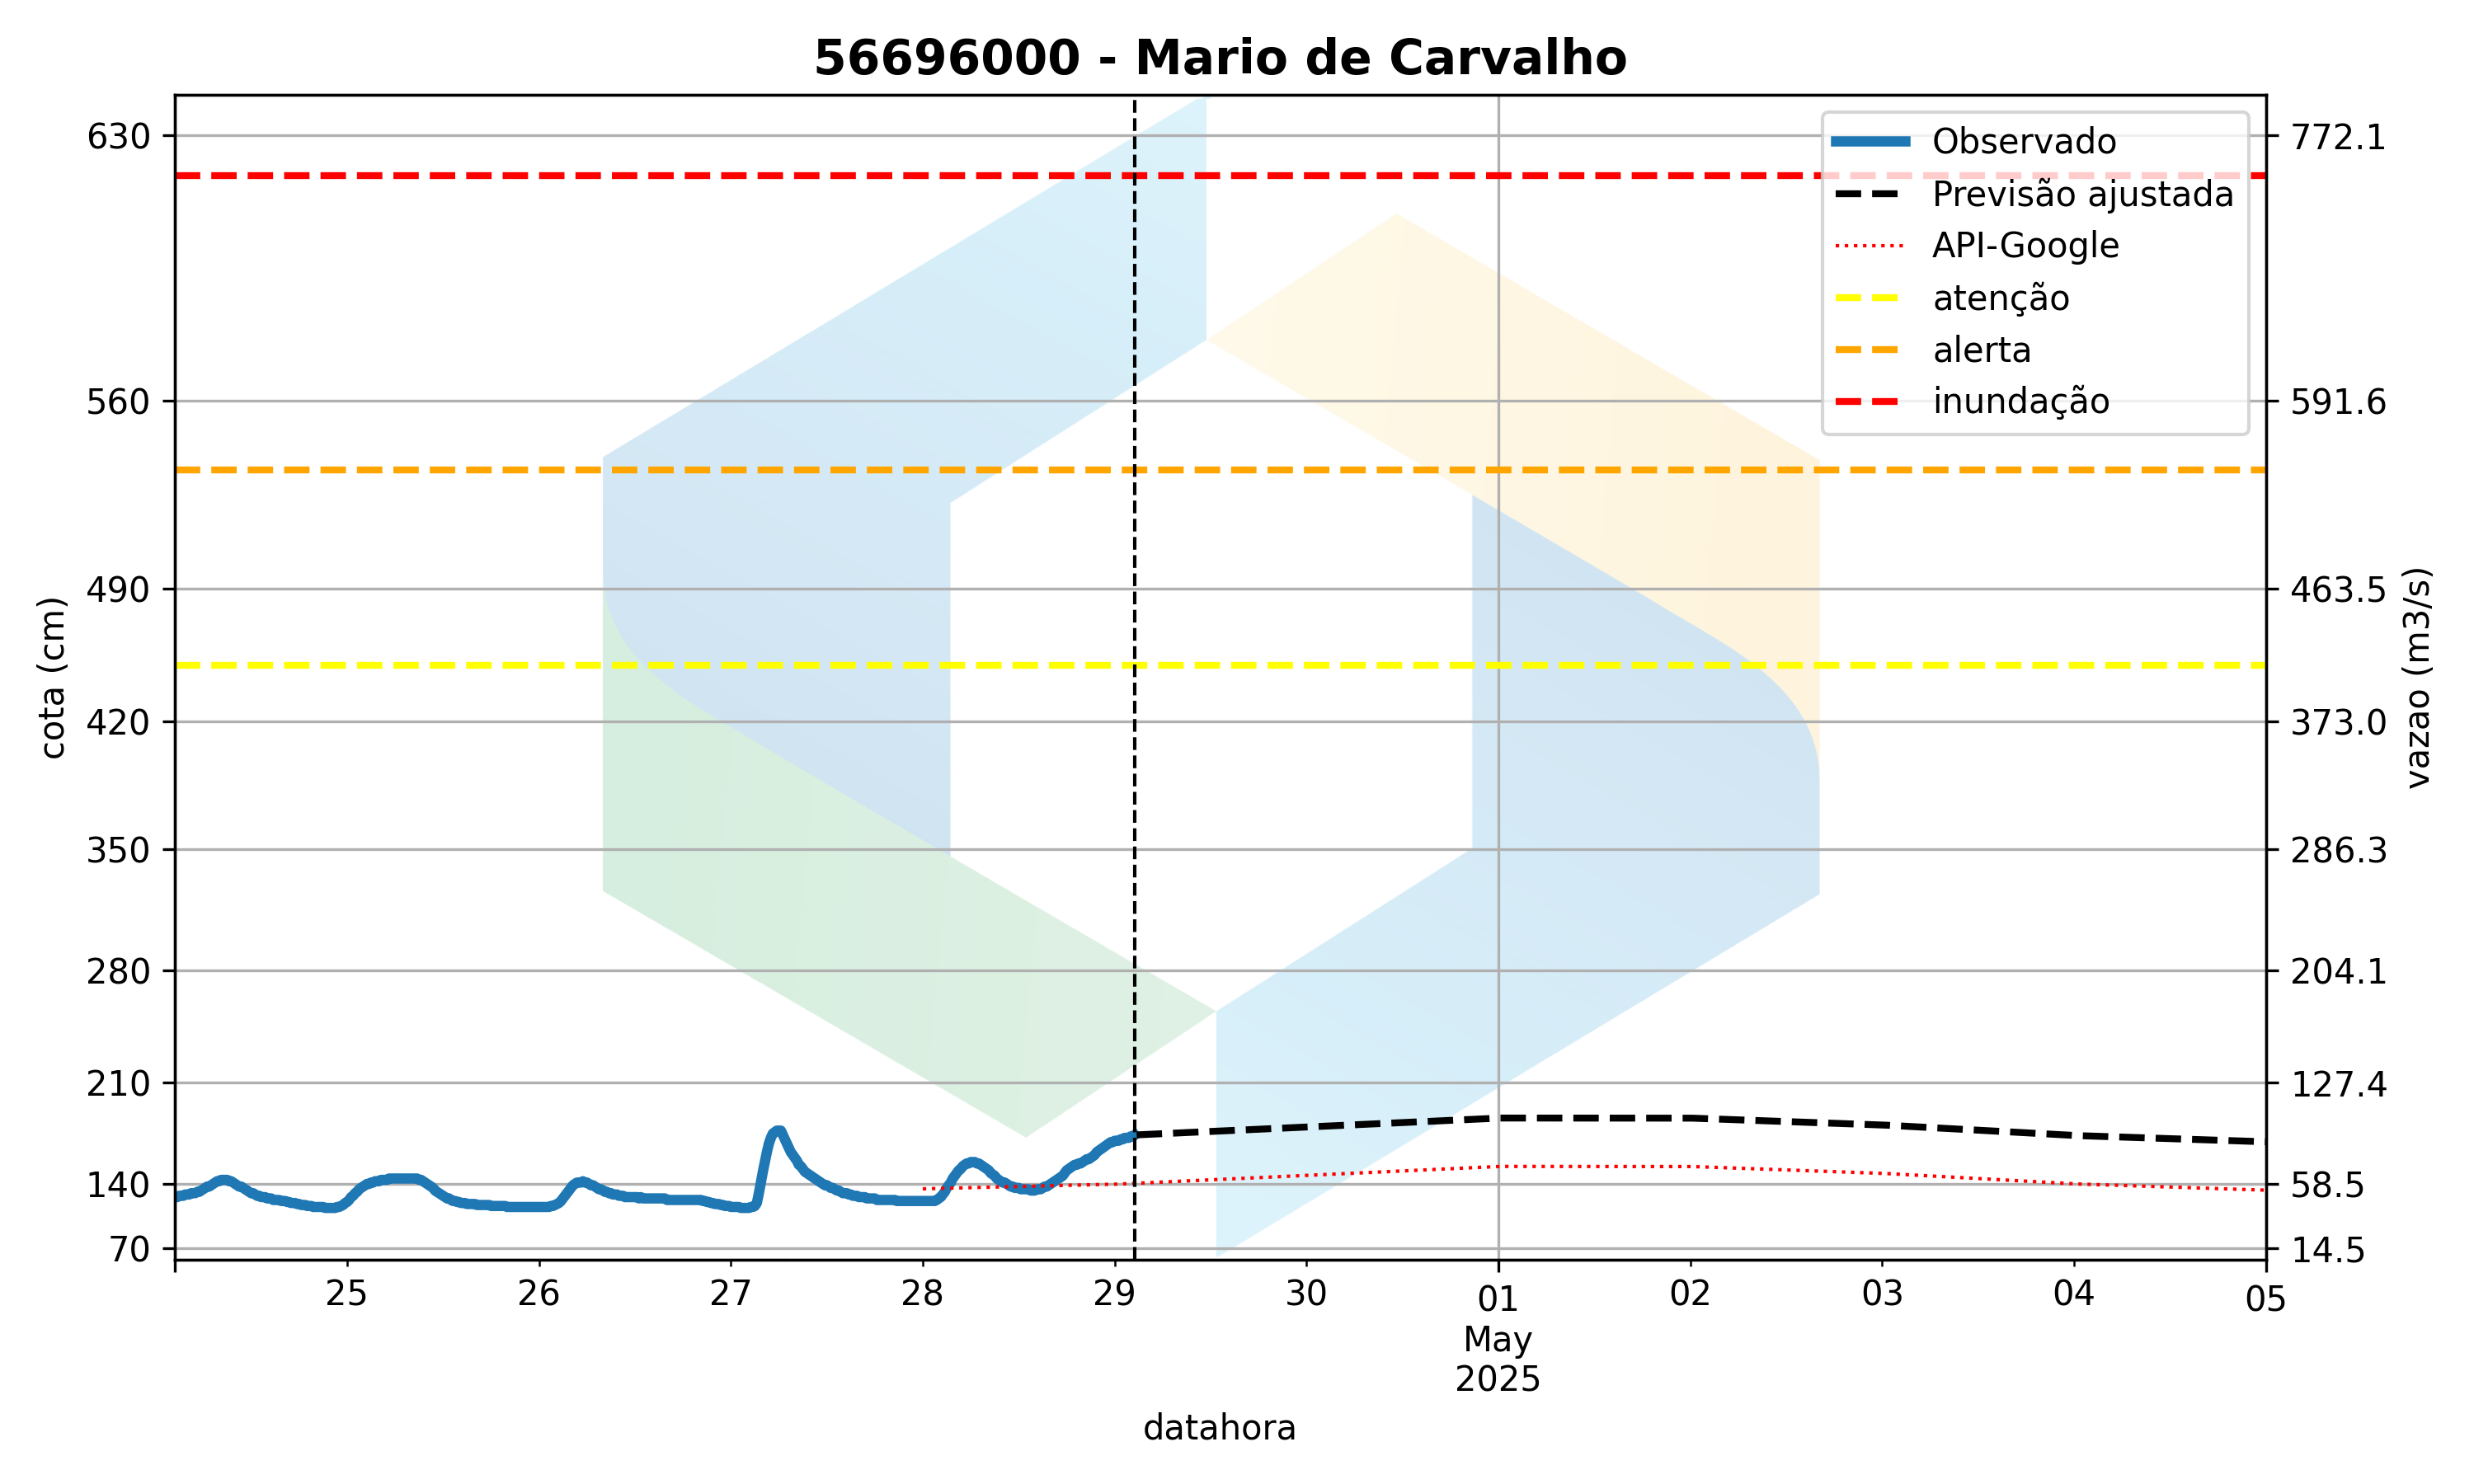 56696000 - Mario de Carvalho
630
560
490
420
350
280
210
140
70
cota (cm)
772.1
591.6
463.5
373.0
286.3
204.1
127.4
58.5
14.5
vazao (m3/s)
Observado
Previsão ajustada
API-Google
atenção
alerta
inundação
25 26 27 28 29 30 01 02 03 04 05
May
2025
datahora